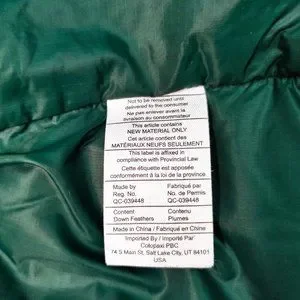 Not to be removed until
delivered to the consumer
Ne pas enlever avant la
livraison au consommateur
This article contains
NEW MATERIAL ONLY
Cet article contient des
MATÉRIAUX NEUFS SEULEMENT
This label is affixed in
compliance with Provincial Law
Cette étiquette est apposée
conformément à la loi de la province
Made by Fabriqué par
Reg. No. No. de Permis
QC-039448 QC-039448
Content Contenu
Down Feathers Plumes
Made in China / Fabriqué en Chine
Imported By / Importé Par
Cotopaxi PBC
74 S Main St, Salt Lake City, UT 84101
USA